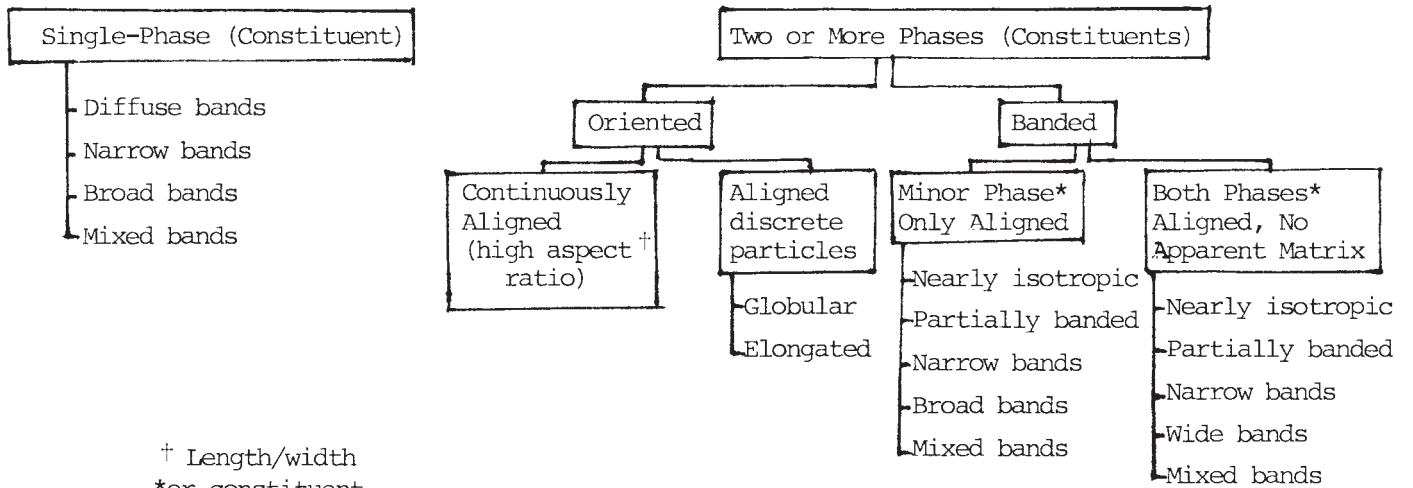 Single-Phase (Constituent)
Diffuse bands
Narrow bands
Broad bands
Mixed bands
Two or More Phases (Constituents)
Oriented
Continuously
Aligned
(high aspect †
ratio)
Aligned
discrete
particles
Globular
Elongated
Banded
Minor Phase*
Only Aligned
Nearly isotropic
Partially banded
Narrow bands
Broad bands
Mixed bands
Both Phases*
Aligned, No
Apparent Matrix
Nearly isotropic
Partially banded
Narrow bands
Wide bands
Mixed bands
† Length/width
*or constituent